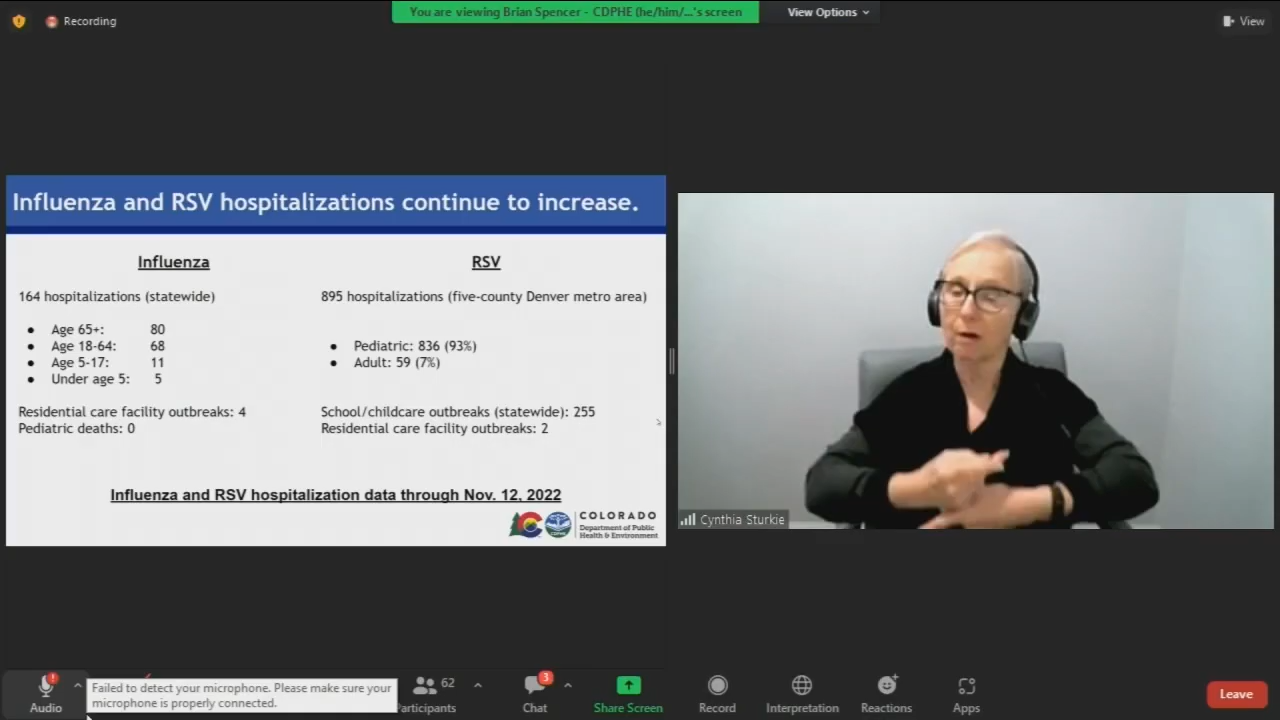 Recording
You are viewing Brian Spencer - CDPHE (he/him/...'s screen
View Options
View
Influenza and RSV hospitalizations continue to increase.
Influenza
164 hospitalizations (statewide)
● Age 65+: 80
● Age 18-64: 68
● Age 5-17: 11
● Under age 5: 5
Residential care facility outbreaks: 4
Pediatric deaths: 0
RSV
895 hospitalizations (five-county Denver metro area)
● Pediatric: 836 (93%)
● Adult: 59 (7%)
School/childcare outbreaks (statewide): 255
Residential care facility outbreaks: 2
Influenza and RSV hospitalization data through Nov. 12, 2022
COLORADO
Department of Public
Health & Environment
CDPHE
Cynthia Sturkie
Failed to detect your microphone. Please make sure your
microphone is properly connected.
Audio
62
Participants
3
Chat
Share Screen
Record
Interpretation
Reactions
Apps
Leave